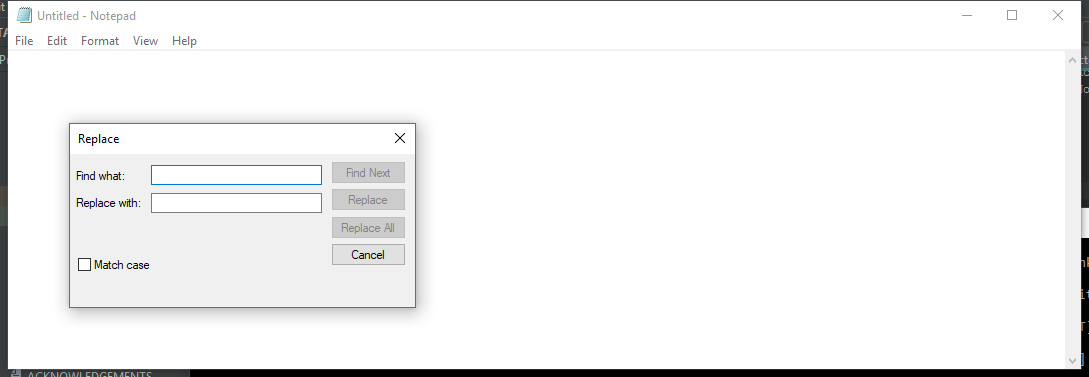 Untitled - Notepad
File Edit Format View Help
Replace
Find what:
Find Next
Replace with:
Replace
Replace All
Cancel
Match case
ACKNOWLEDGEMENTS